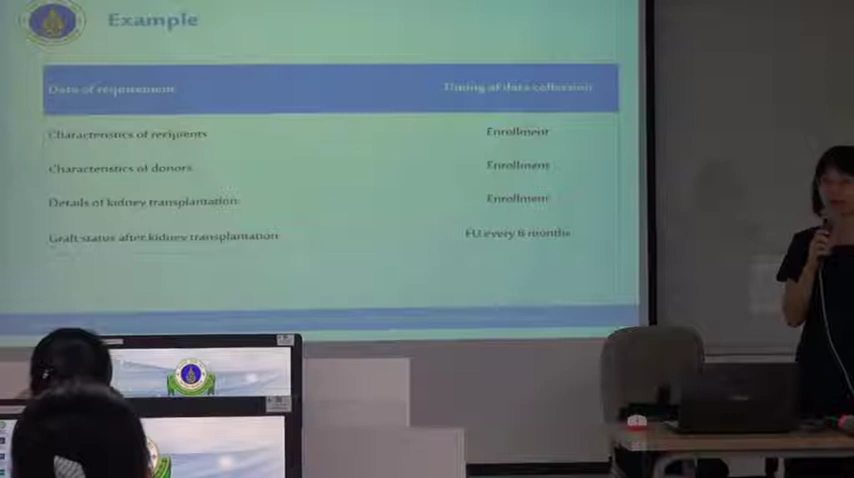 Example
Data of requirement Timing of data collection
Characteristics of recipients Enrollment
Characteristics of donors Enrollment
Details of kidney transplantation Enrollment
Graft status after kidney transplantation FU every 6 months